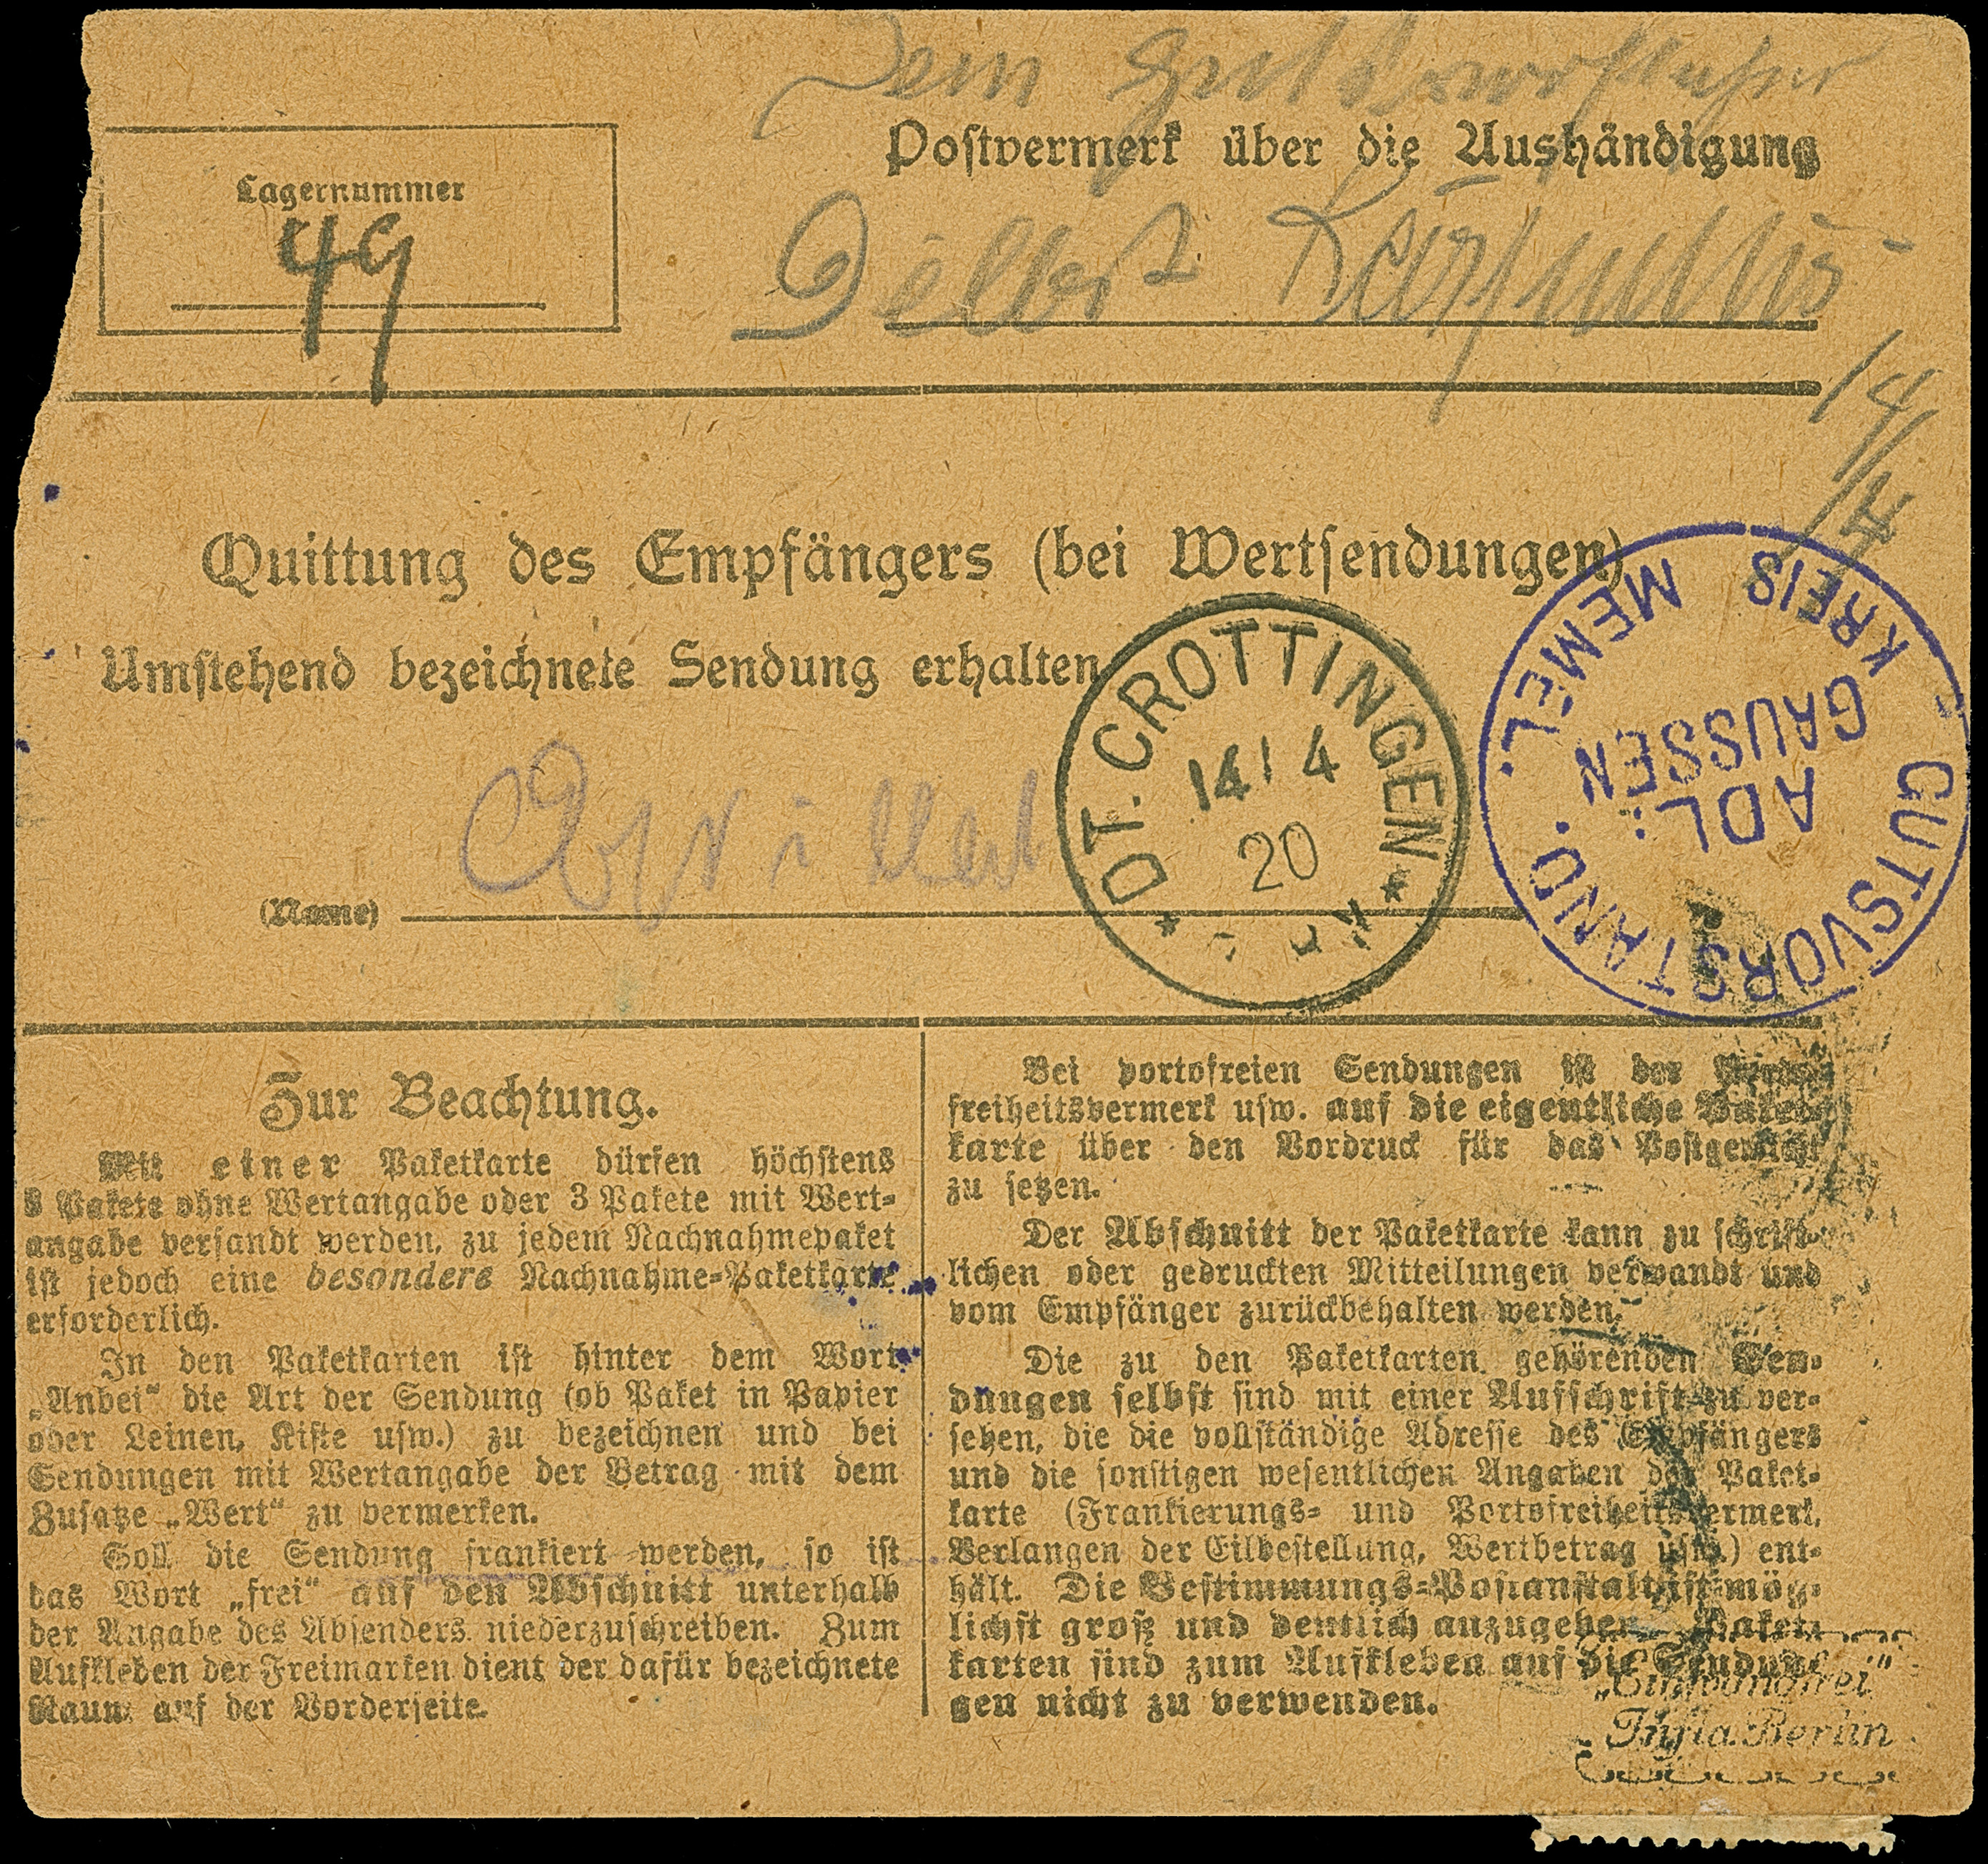 Dem
Postvermerk über die Aushändigung
Lagernummer
49
14/4
Quittung des Empfängers (bei Wertsendungen)
Umstehend bezeichnete Sendung erhalten
(Name)
DT. CROTTINGEN
14. 4
20
GUTSVORSTAND.
ADL:
GAUSSEN
KREIS MEMEL.
Zur Beachtung.
Mit einer Paketkarte dürfen höchstens
3 Pakete ohne Wertangabe oder 3 Pakete mit Wert=
angabe versandt werden, zu jedem Nachnahmepaket
ist jedoch eine besondere Nachnahme=Paketkarte
erforderlich.
In den Paketkarten ist hinter dem Wort
„Anbei“ die Art der Sendung (ob Paket in Papier
oder Leinen, Kiste usw.) zu bezeichnen und bei
Sendungen mit Wertangabe der Betrag mit dem
Zusatze „Wert“ zu vermerken.
Soll die Sendung frankiert werden, so ist
das Wort „frei“ auf den Abschnitt unterhalb
der Angabe des Absenders niederzuschreiben. Zum
Aufkleben der Freimarken dient der dafür bezeichnete
Raum auf der Vorderseite.
Bei portofreien Sendungen ist der
freiheitsvermerk usw. auf die eigentliche Paket=
karte über den Vordruck für das Postgewicht
zu setzen.
Der Abschnitt der Paketkarte kann zu schrift=
lichen oder gedruckten Mitteilungen verwandt und
vom Empfänger zurückbehalten werden.
Die zu den Paketkarten gehörenden Sen=
dungen selbst sind mit einer Aufschrift zu ver=
sehen, die die vollständige Adresse des Empfängers
und die sonstigen wesentlichen Angaben der Paket=
karte (Frankierungs= und Portofreiheitsvermerk,
Verlangen der Eilbestellung, Wertbetrag usw.) ent=
hält. Die Bestimmungs=Postanstalt ist mög=
lichst groß und deutlich anzugeben. Paket=
karten sind zum Aufkleben auf die Sendun=
gen nicht zu verwenden.
„Einwandfrei“
Infla Berlin